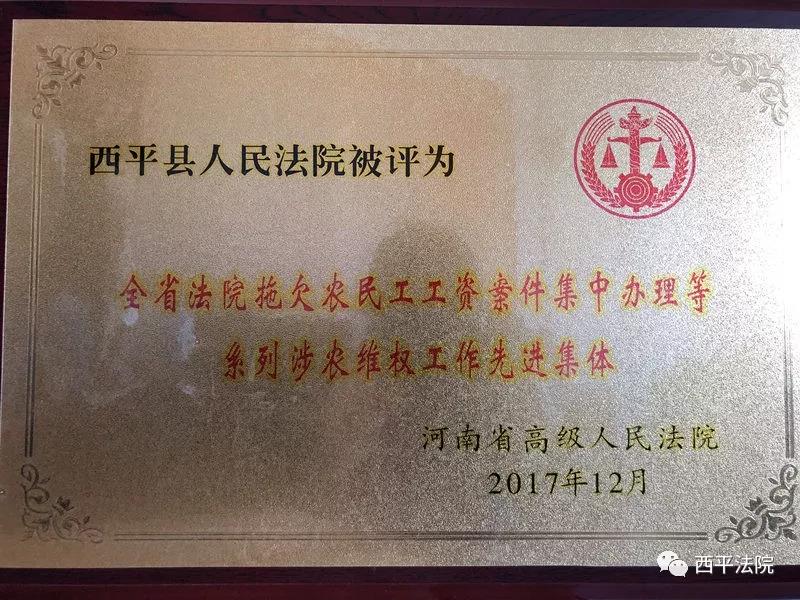 西平县人民法院被评为
全省法院拖欠农民工工资案件集中办理等
系列涉农维权工作先进集体
河南省高级人民法院
2017年12月
西平法院